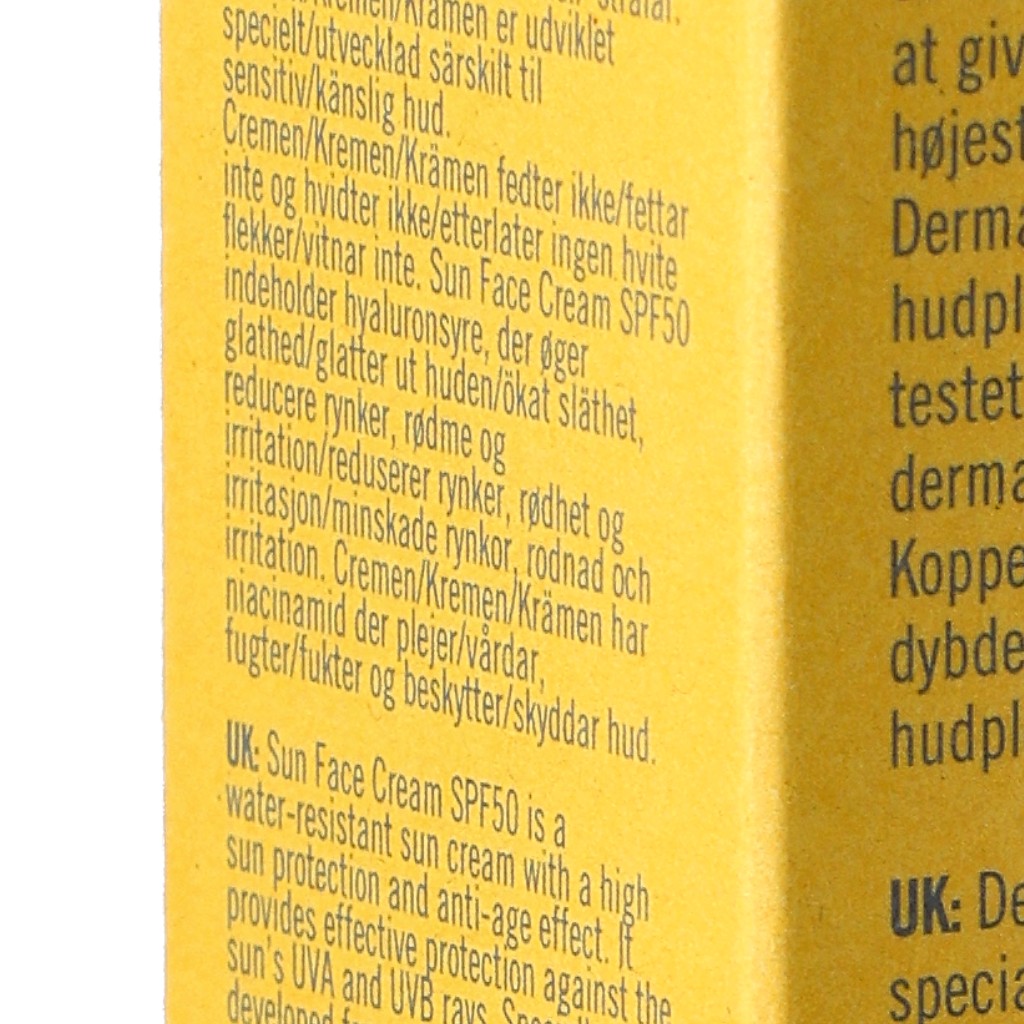 er udviklet
specielt/utvecklad särskilt til
sensitiv/känslig hud.
Cremen/Kremen/Krämen fedter ikke/fettar
inte og hvidter ikke/etterlater ingen hvite
flekker/vitnar inte. Sun Face Cream SPF50
indeholder hyaluronsyre, der øger
glathed/glatter ut huden/ökat släthet,
reducere rynker, rødme og
irritation/reduserer rynker, rødhet og
irritasjon/minskade rynkor, rodnad och
irritation. Cremen/Kremen/Krämen har
niacinamid der plejer/vårdar,
fugter/fukter og beskytter/skyddar hud.
UK: Sun Face Cream SPF50 is a
water-resistant sun cream with a high
sun protection and anti-age effect. It
provides effective protection against the
sun's UVA and UVB rays.
developed
at giv
højest
Derma
hudpl
testet
derma
Koppe
dybde
hudpl
UK: De
specia